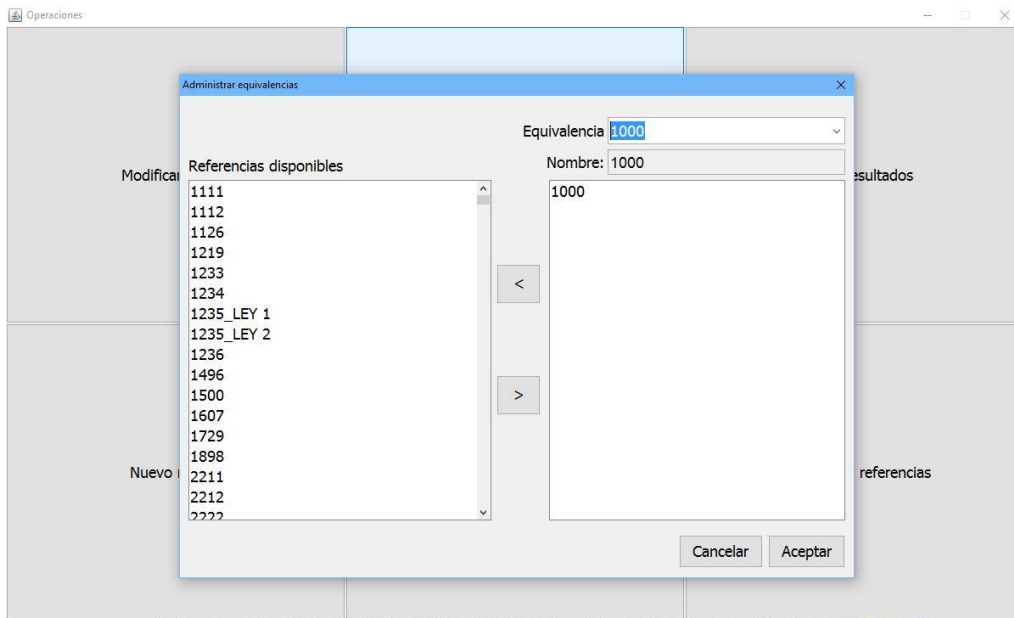 Operaciones
Administrar equivalencias
Equivalencia 1000
Nombre: 1000
Referencias disponibles
1111
1112
1126
1219
1233
1234
1235_LEY 1
1235_LEY 2
1236
1496
1500
1607
1729
1898
2211
2212
2222
<
>
1000
Cancelar Aceptar
Modificar
esultados
Nuevo
referencias